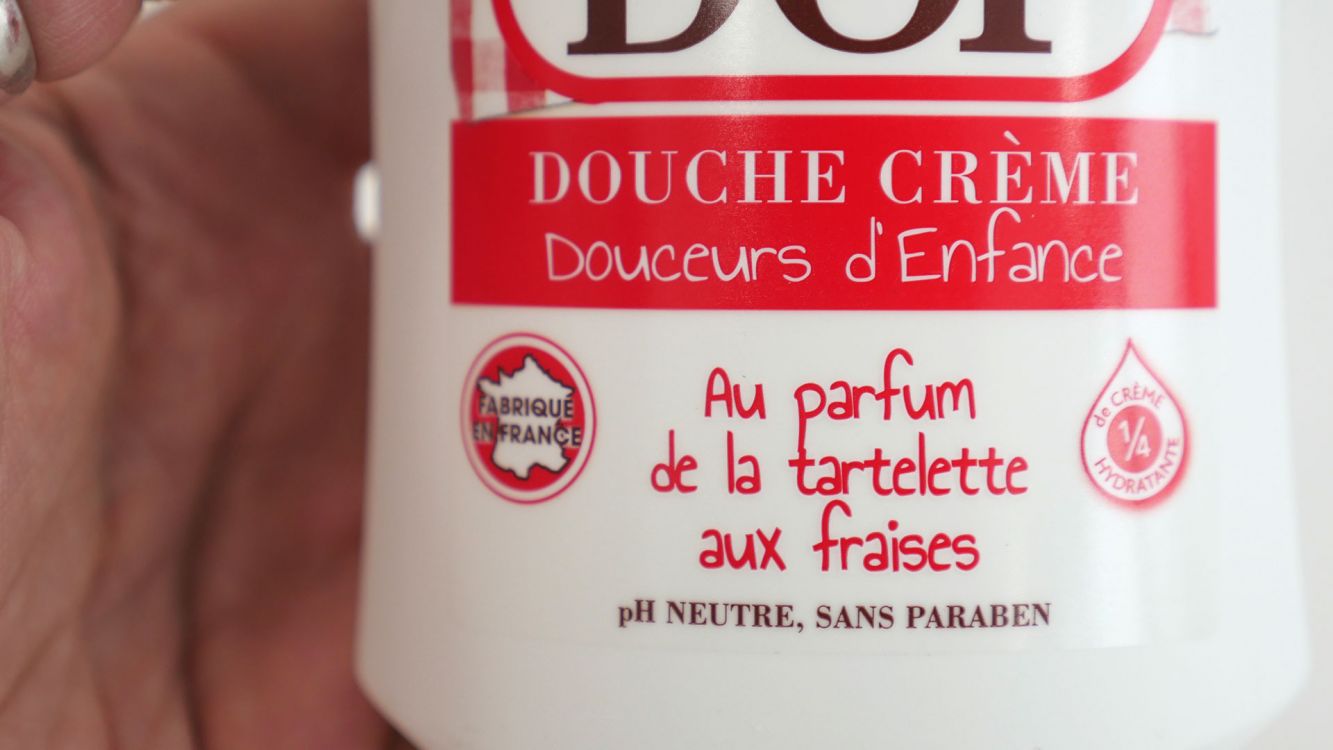 DOP
DOUCHE CRÈME
Douceurs d'Enfance
FABRIQUÉ
EN FRANCE
Au parfum
de la tartelette
aux fraises
de CRÈME
1/4
HYDRATANTE
pH NEUTRE, SANS PARABEN